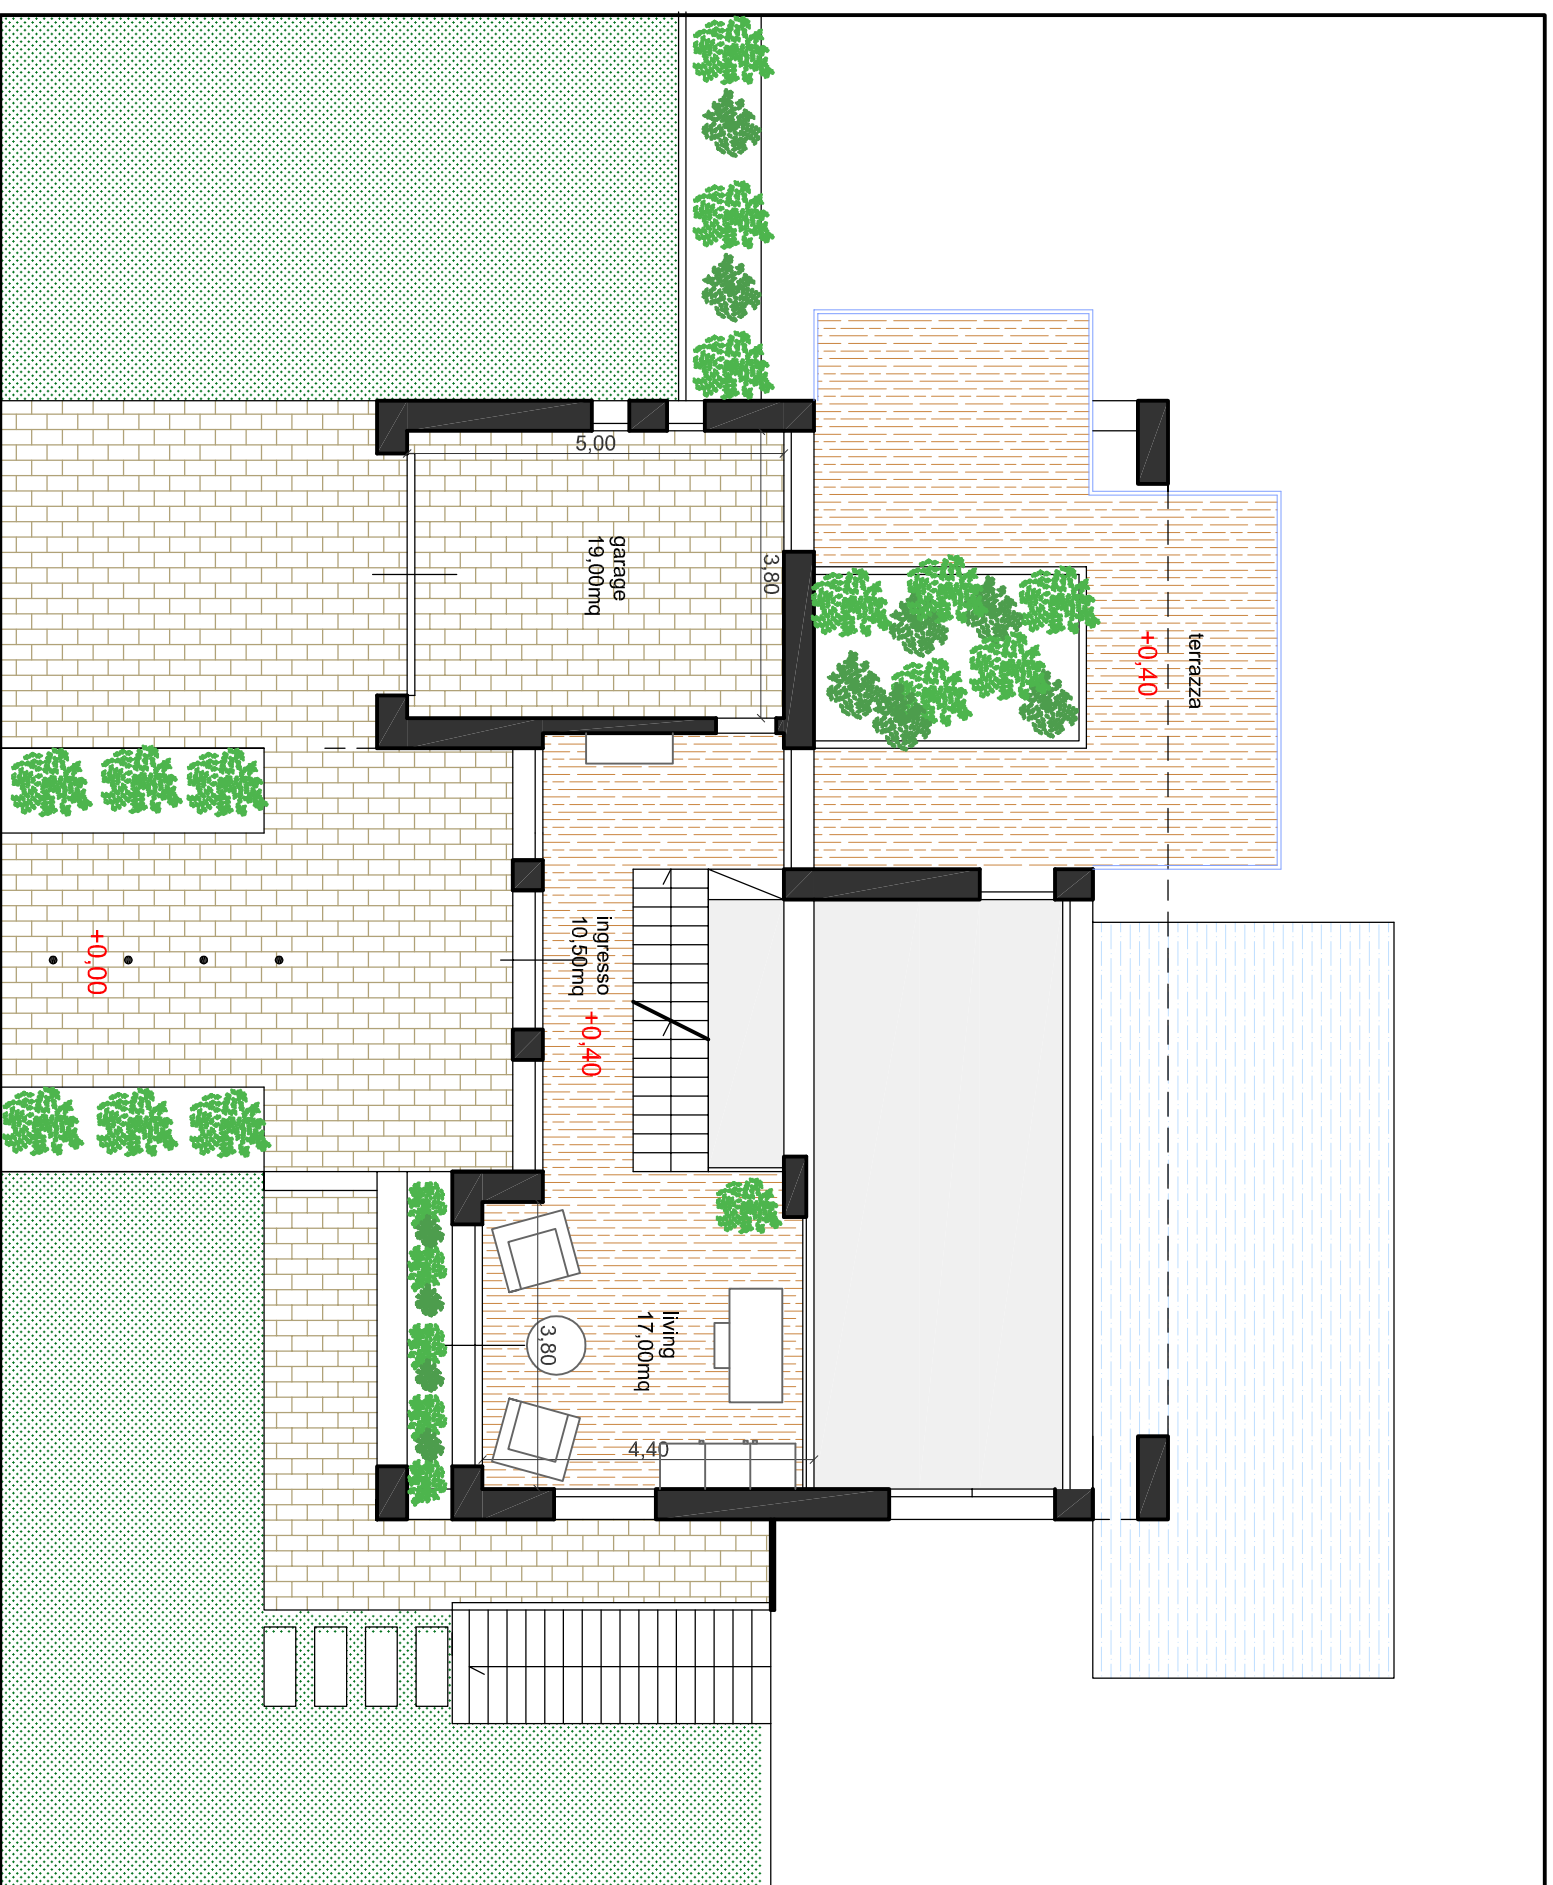 5,00
3,80
garage
19,00mq
terrazza
+0,40
+0,00
ingresso
10,50mq
+0,40
living
17,00mq
3,80
4,40